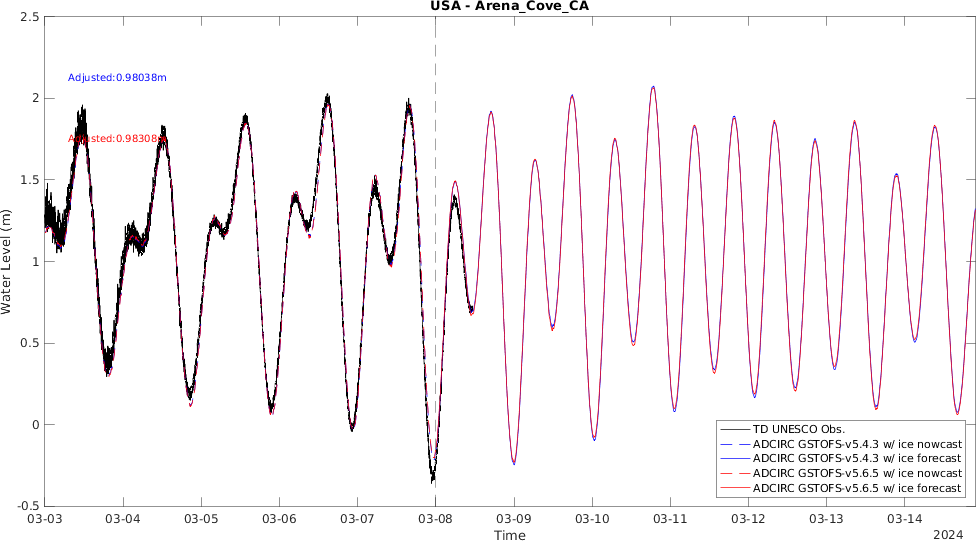 USA - Arena_Cove_CA
2.5
2
1.5
1
0.5
0
-0.5
Water Level (m)
Adjusted:0.98038m
Adjusted:0.98308m
TD UNESCO Obs.
ADCIRC GSTOFS-v5.4.3 w/ ice nowcast
ADCIRC GSTOFS-v5.4.3 w/ ice forecast
ADCIRC GSTOFS-v5.6.5 w/ ice nowcast
ADCIRC GSTOFS-v5.6.5 w/ ice forecast
03-03 03-04 03-05 03-06 03-07 03-08 03-09 03-10 03-11 03-12 03-13 03-14
Time
2024